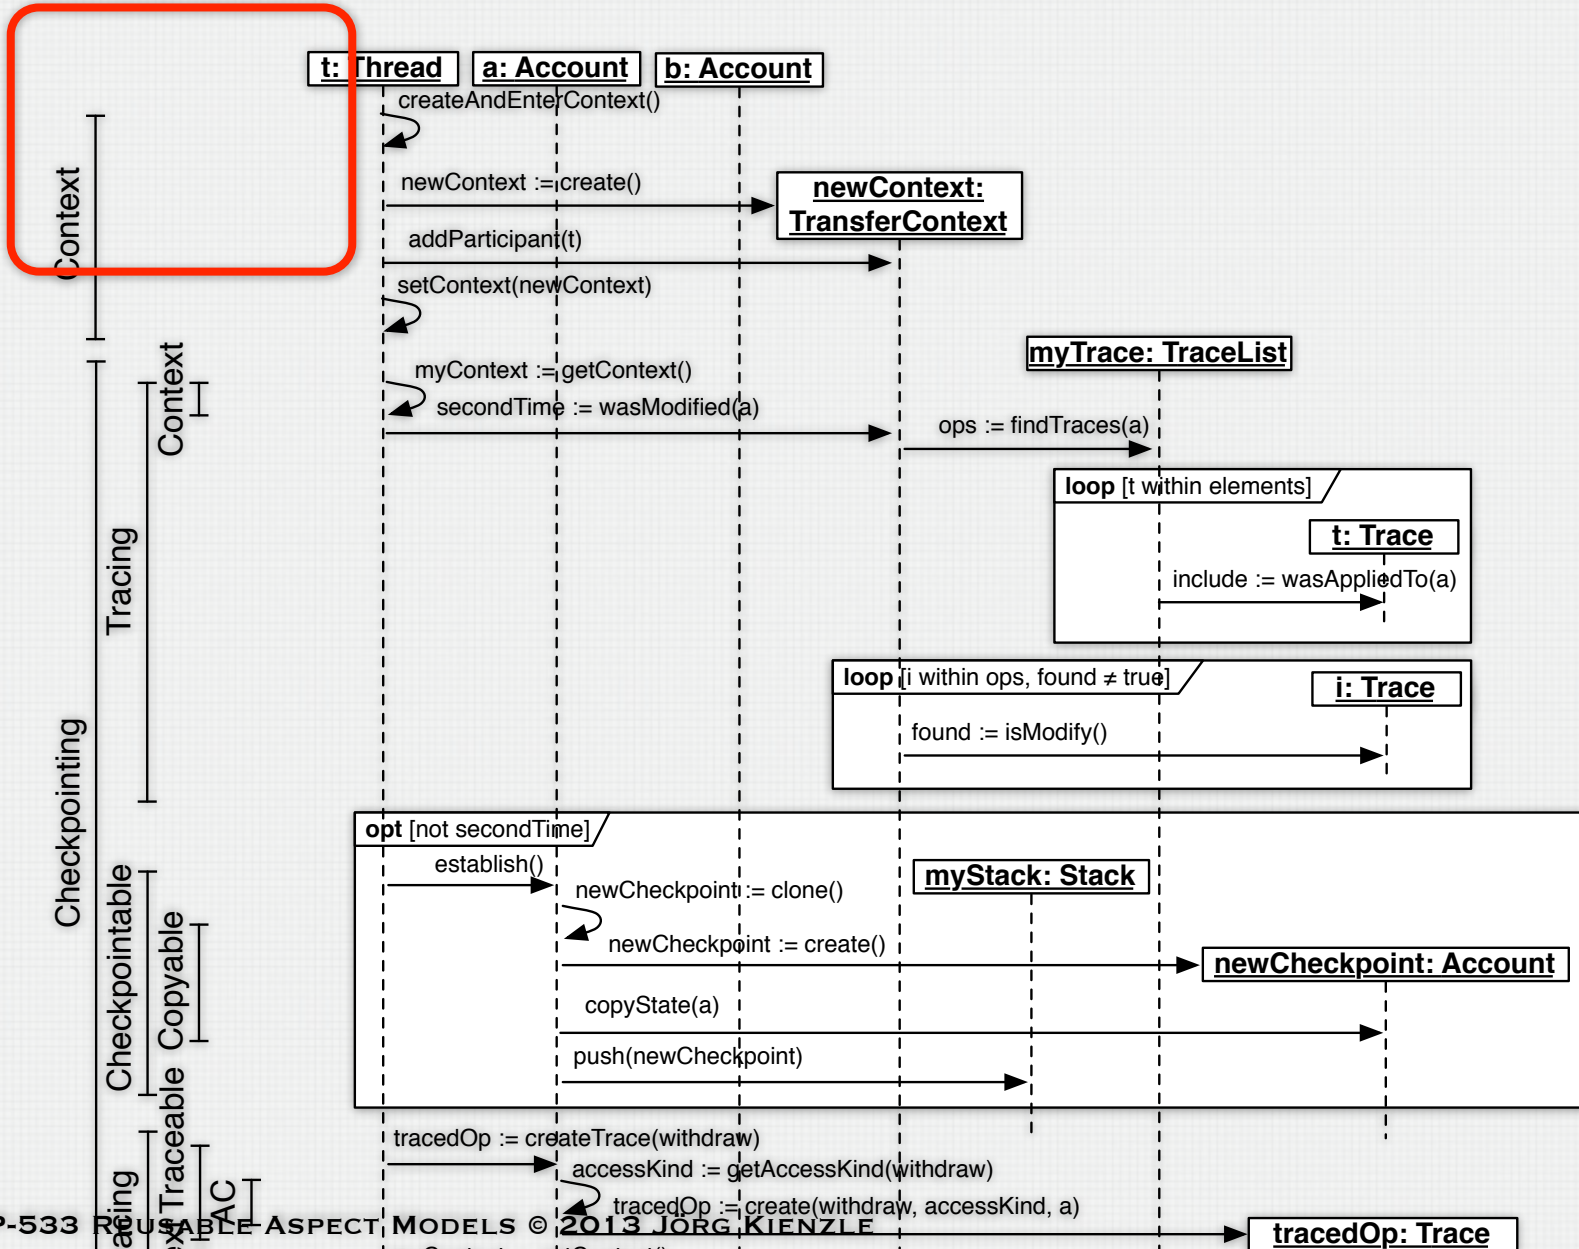 t: Thread
a: Account
b: Account
createAndEnterContext()
Context
newContext := create()
newContext:
TransferContext
addParticipant(t)
setContext(newContext)
myTrace: TraceList
Context
myContext := getContext()
secondTime := wasModified(a)
ops := findTraces(a)
loop [t within elements]
t: Trace
Tracing
include := wasAppliedTo(a)
loop [i within ops, found ≠ true]
i: Trace
found := isModify()
Checkpointing
opt [not secondTime]
establish()
myStack: Stack
newCheckpoint := clone()
Checkpointable
Copyable
newCheckpoint := create()
newCheckpoint: Account
copyState(a)
push(newCheckpoint)
Traceable
tracedOp := createTrace(withdraw)
accessKind := getAccessKind(withdraw)
AC
tracedOp := create(withdraw, accessKind, a)
P-533 REUSABLE ASPECT MODELS © 2013 JÖRG KIENZLE
tracedOp: Trace